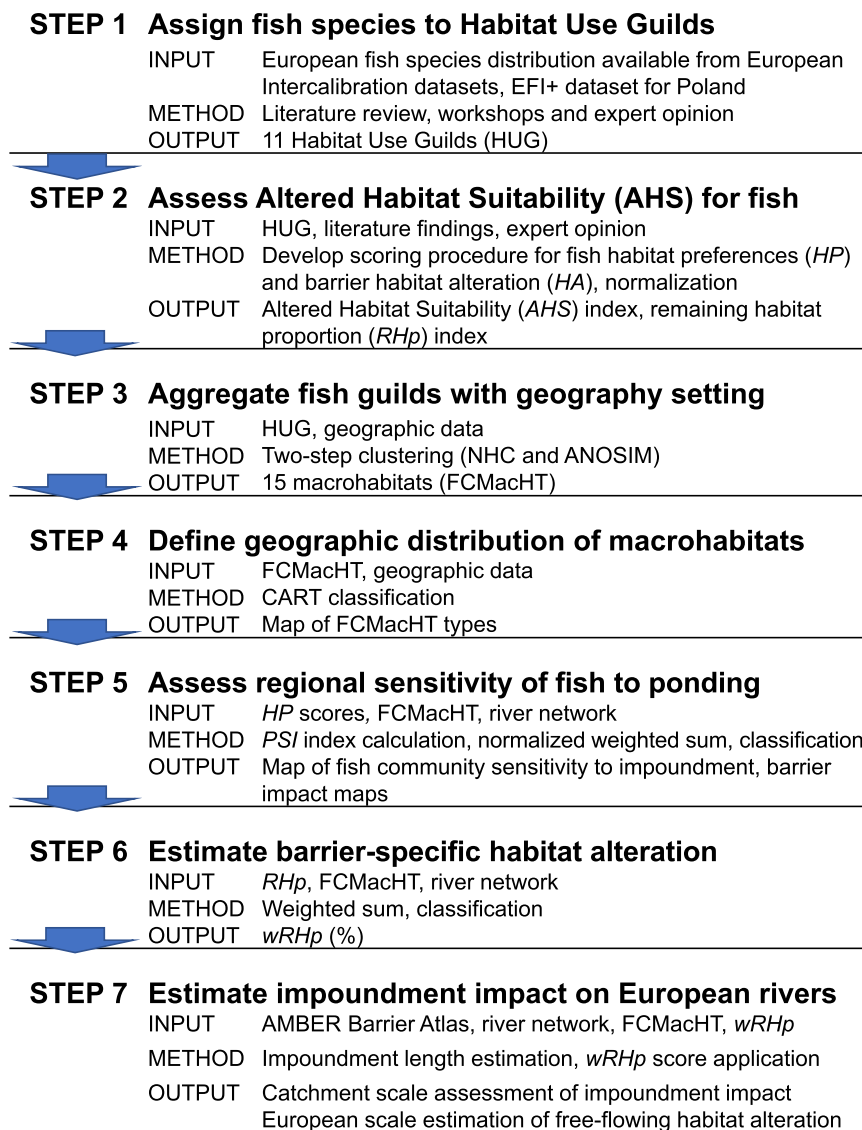 STEP 1 Assign fish species to Habitat Use Guilds
INPUT European fish species distribution available from European
Intercalibration datasets, EFI+ dataset for Poland
METHOD Literature review, workshops and expert opinion
OUTPUT 11 Habitat Use Guilds (HUG)
STEP 2 Assess Altered Habitat Suitability (AHS) for fish
INPUT HUG, literature findings, expert opinion
METHOD Develop scoring procedure for fish habitat preferences (HP)
and barrier habitat alteration (HA), normalization
OUTPUT Altered Habitat Suitability (AHS) index, remaining habitat
proportion (RHp) index
STEP 3 Aggregate fish guilds with geography setting
INPUT HUG, geographic data
METHOD Two-step clustering (NHC and ANOSIM)
OUTPUT 15 macrohabitats (FCMacHT)
STEP 4 Define geographic distribution of macrohabitats
INPUT FCMacHT, geographic data
METHOD CART classification
OUTPUT Map of FCMacHT types
STEP 5 Assess regional sensitivity of fish to ponding
INPUT HP scores, FCMacHT, river network
METHOD PSI index calculation, normalized weighted sum, classification
OUTPUT Map of fish community sensitivity to impoundment, barrier
impact maps
STEP 6 Estimate barrier-specific habitat alteration
INPUT RHp, FCMacHT, river network
METHOD Weighted sum, classification
OUTPUT wRHp (%)
STEP 7 Estimate impoundment impact on European rivers
INPUT AMBER Barrier Atlas, river network, FCMacHT, wRHp
METHOD Impoundment length estimation, wRHp score application
OUTPUT Catchment scale assessment of impoundment impact
European scale estimation of free-flowing habitat alteration